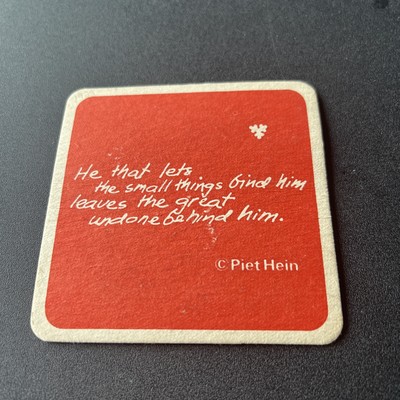 He that lets
the small things bind him
leaves the great
undone behind him.
© Piet Hein